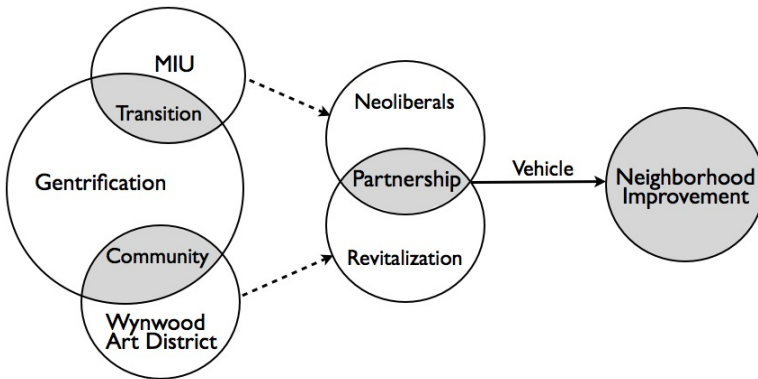 MIU
Transition
Gentrification
Community
Wynwood
Art District
Neoliberals
Partnership
Revitalization
Vehicle
Neighborhood
Improvement